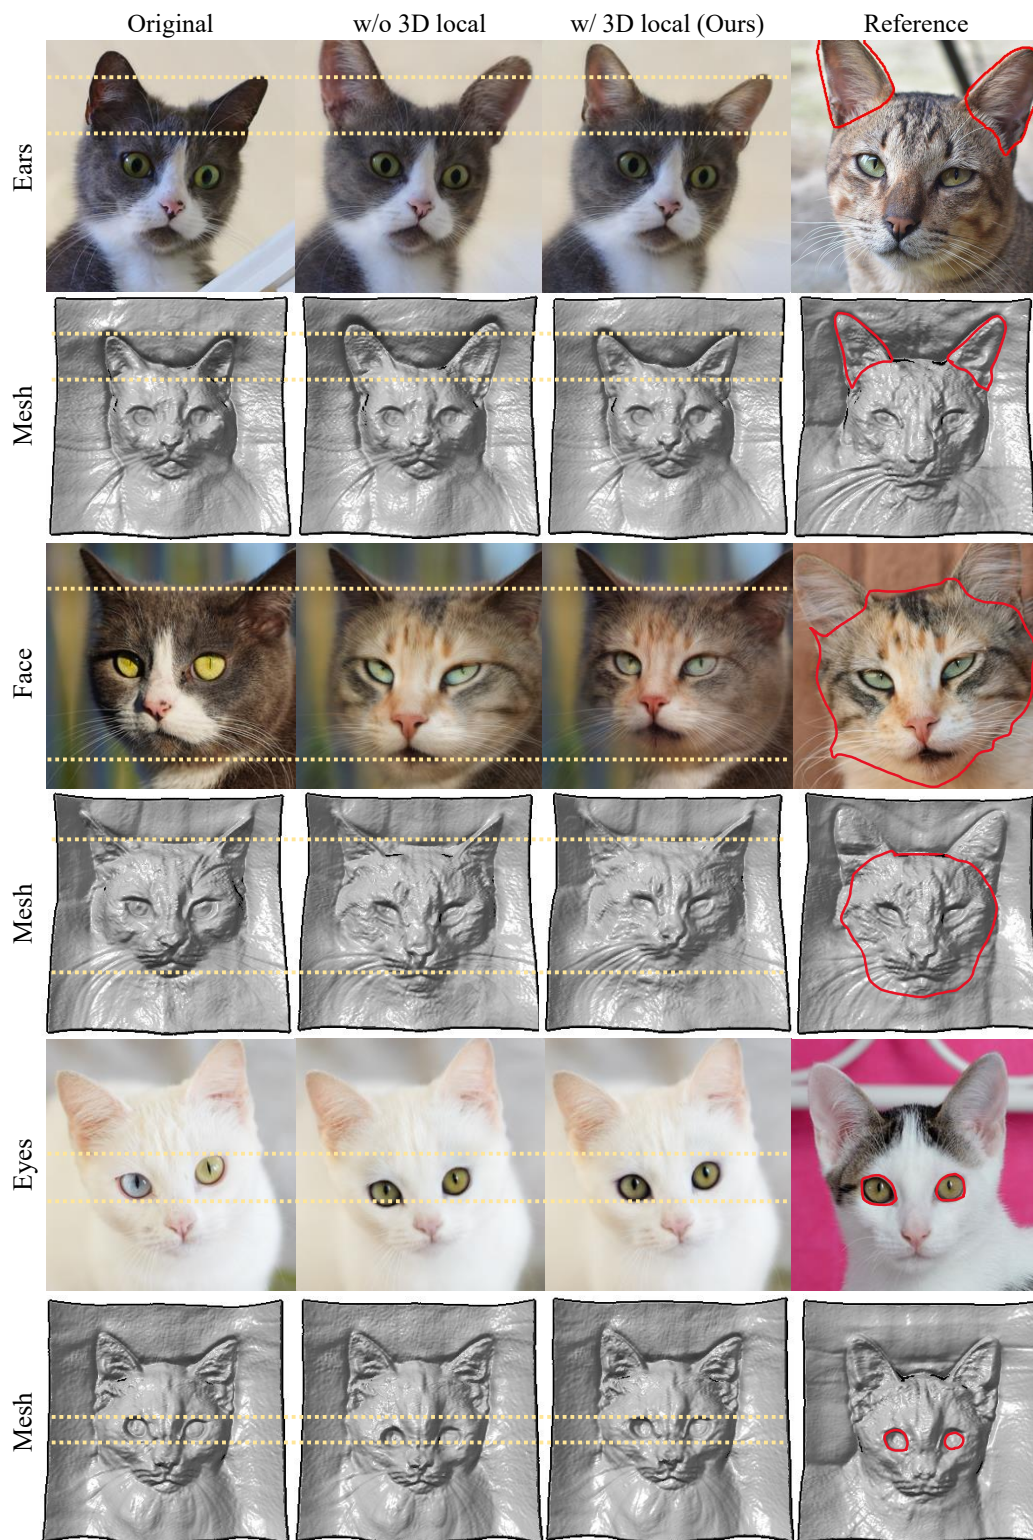 Original w/o 3D local w/ 3D local (Ours) Reference
Ears
Mesh
Face
Mesh
Eyes
Mesh